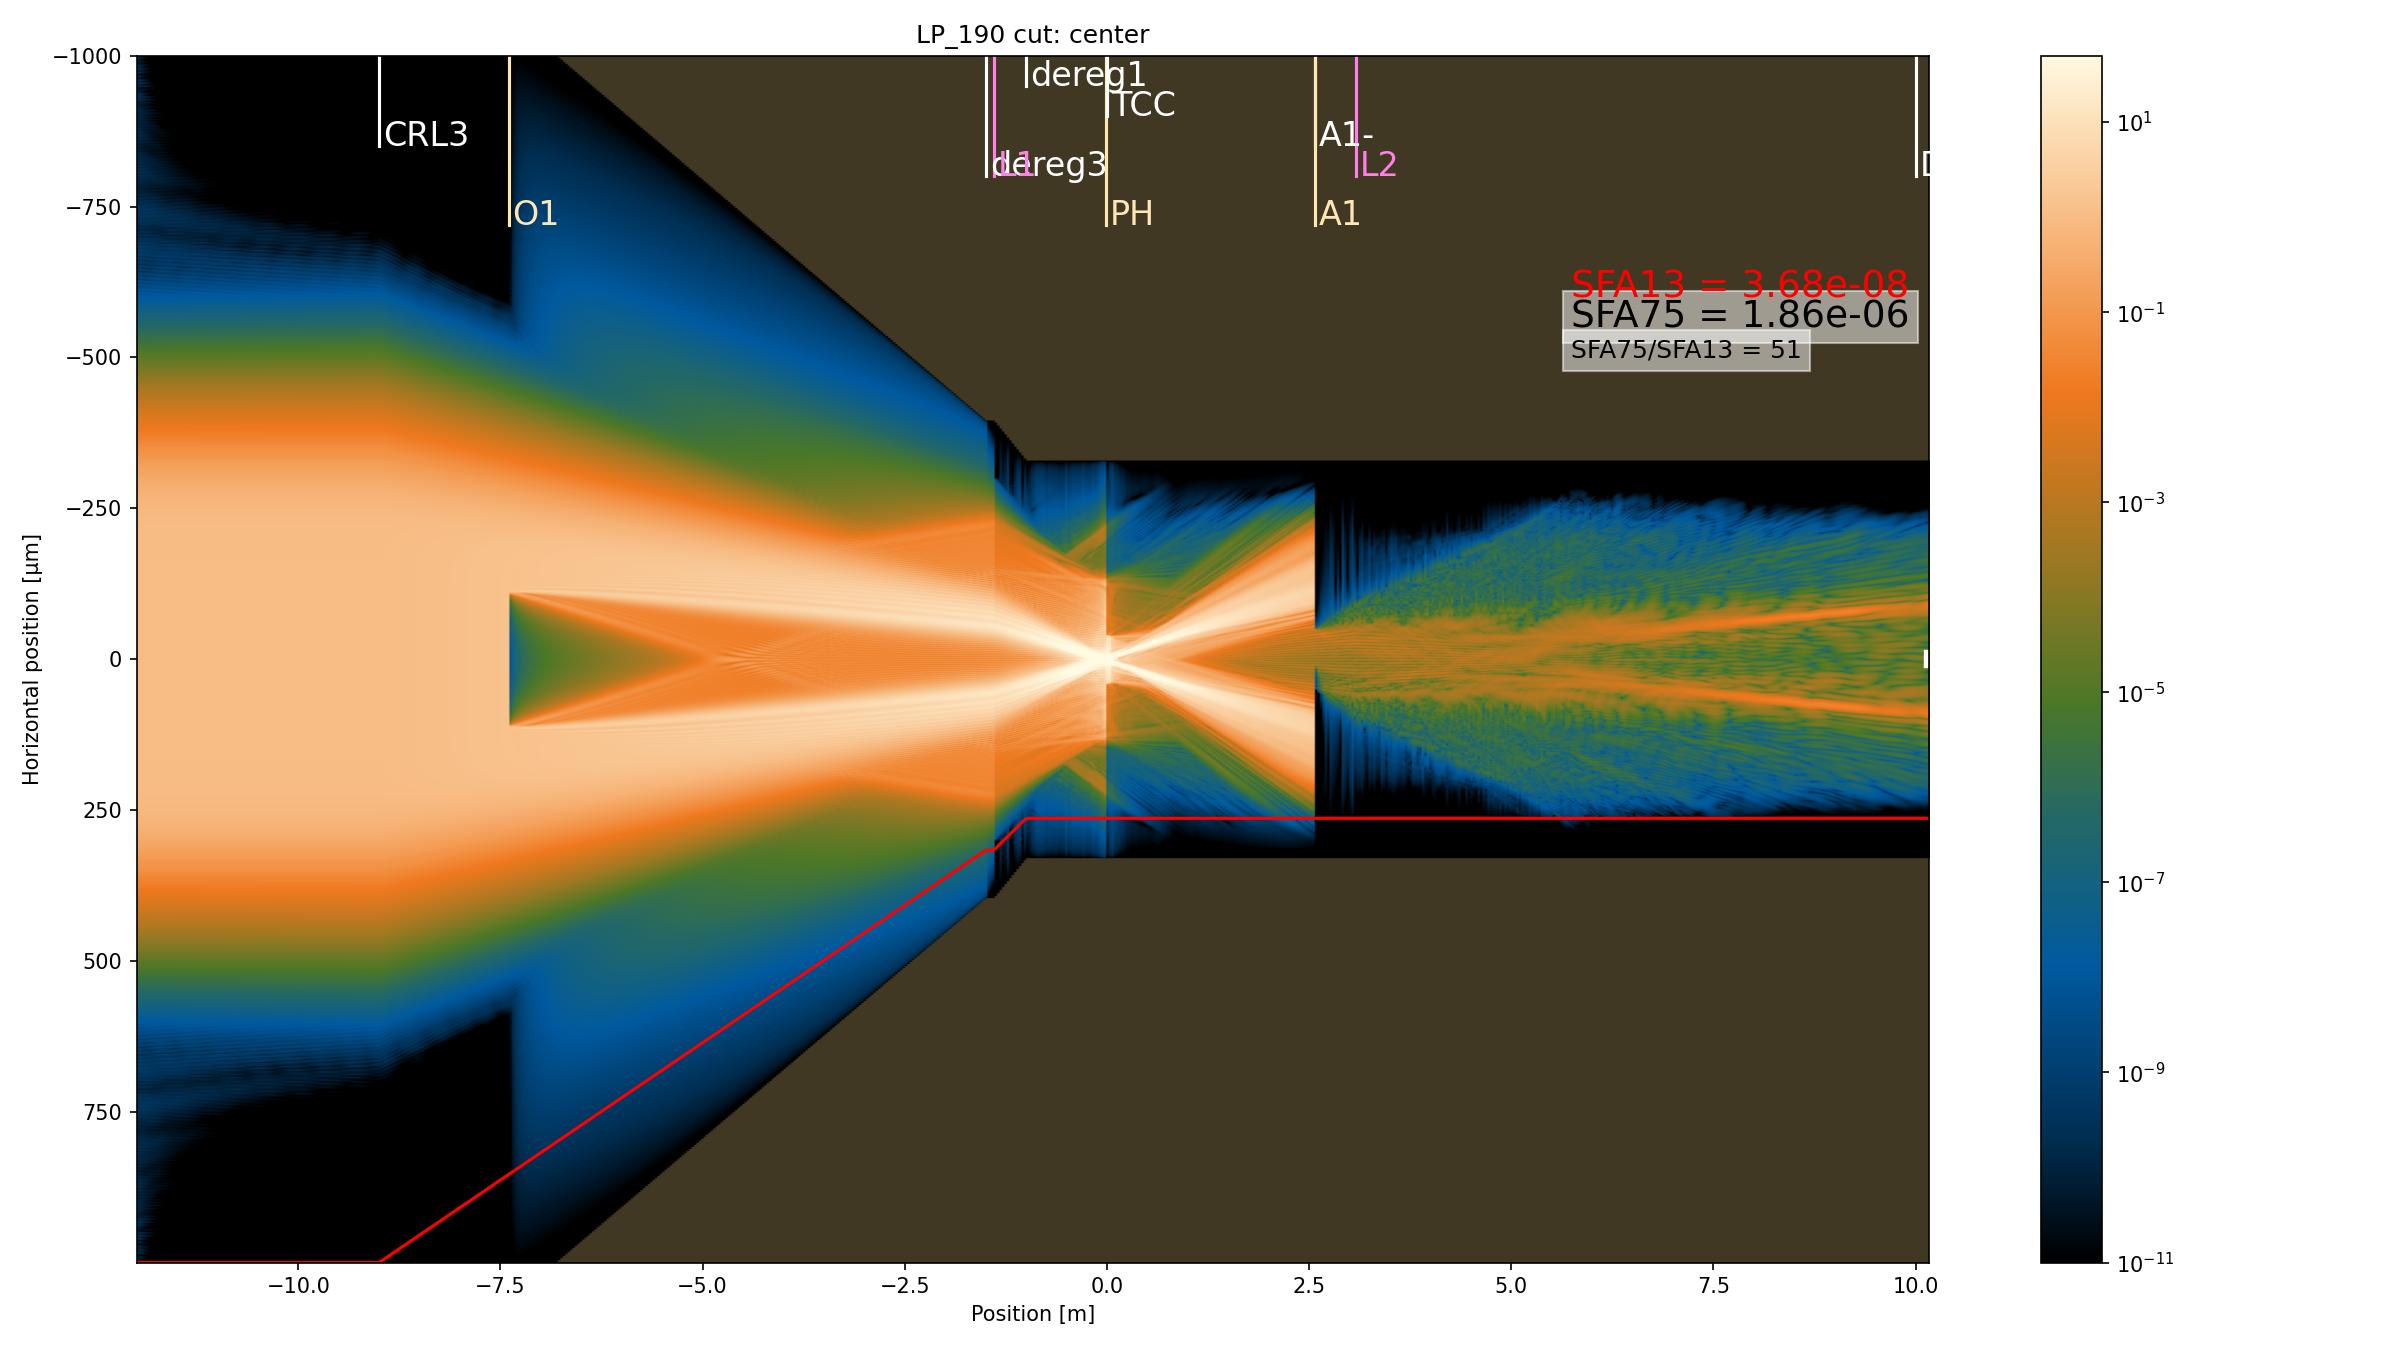 LP_190 cut: center
dereg1
TCC
CRL3
A1-
dereg3
L1
L2
D
O1
PH
A1
SFA13 = 3.68e-08
SFA75 = 1.86e-06
SFA75/SFA13 = 51
Horizontal position [μm]
−1000
−750
−500
−250
0
250
500
750
−10.0
−7.5
−5.0
−2.5
0.0
2.5
5.0
7.5
10.0
Position [m]
10¹
10⁻¹
10⁻³
10⁻⁵
10⁻⁷
10⁻⁹
10⁻¹¹